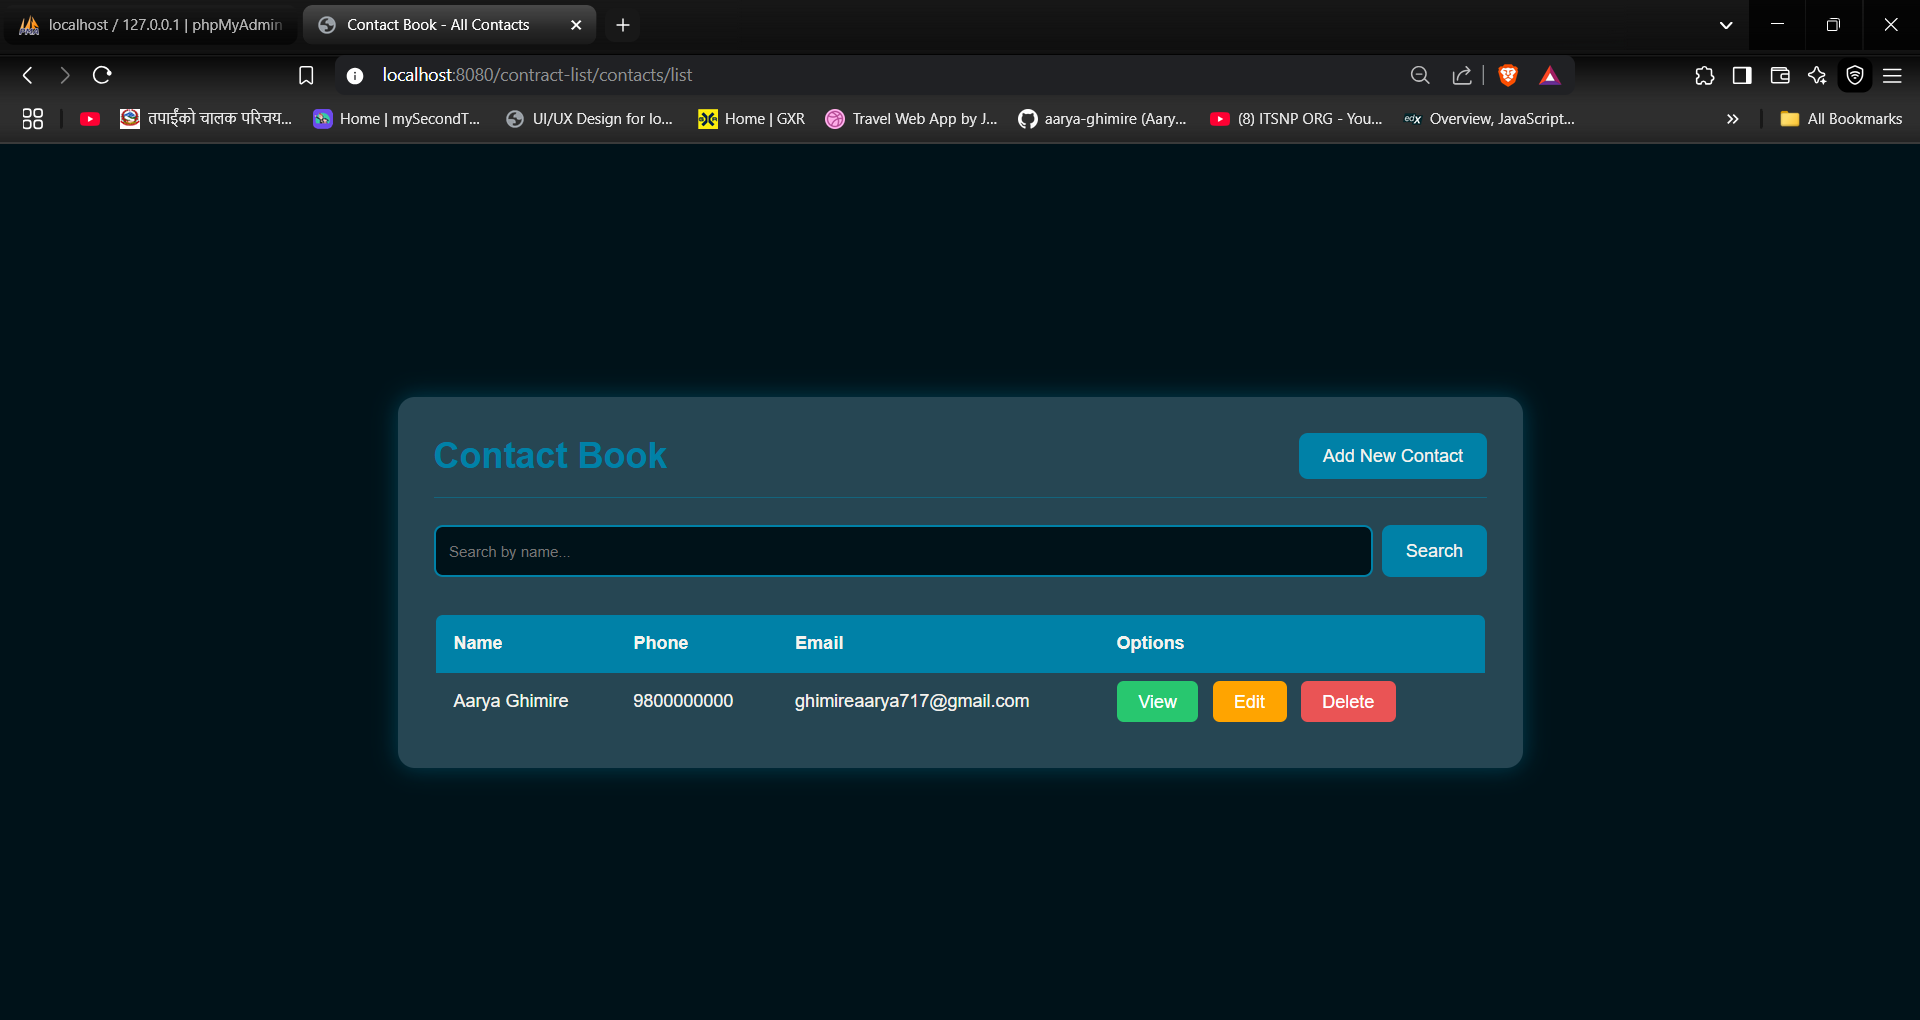 localhost / 127.0.0.1 | phpMyAdmin
Contact Book - All Contacts
localhost:8080/contract-list/contacts/list
तपाईंको चालक परिचय...
Home | mySecondT...
UI/UX Design for lo...
Home | GXR
Travel Web App by J...
aarya-ghimire (Aary...
(8) ITSNP ORG - You...
edX
Overview, JavaScript...
All Bookmarks
Contact Book
Add New Contact
Search by name...
Search
Name Phone Email Options
Aarya Ghimire 9800000000 ghimireaarya717@gmail.com View Edit Delete